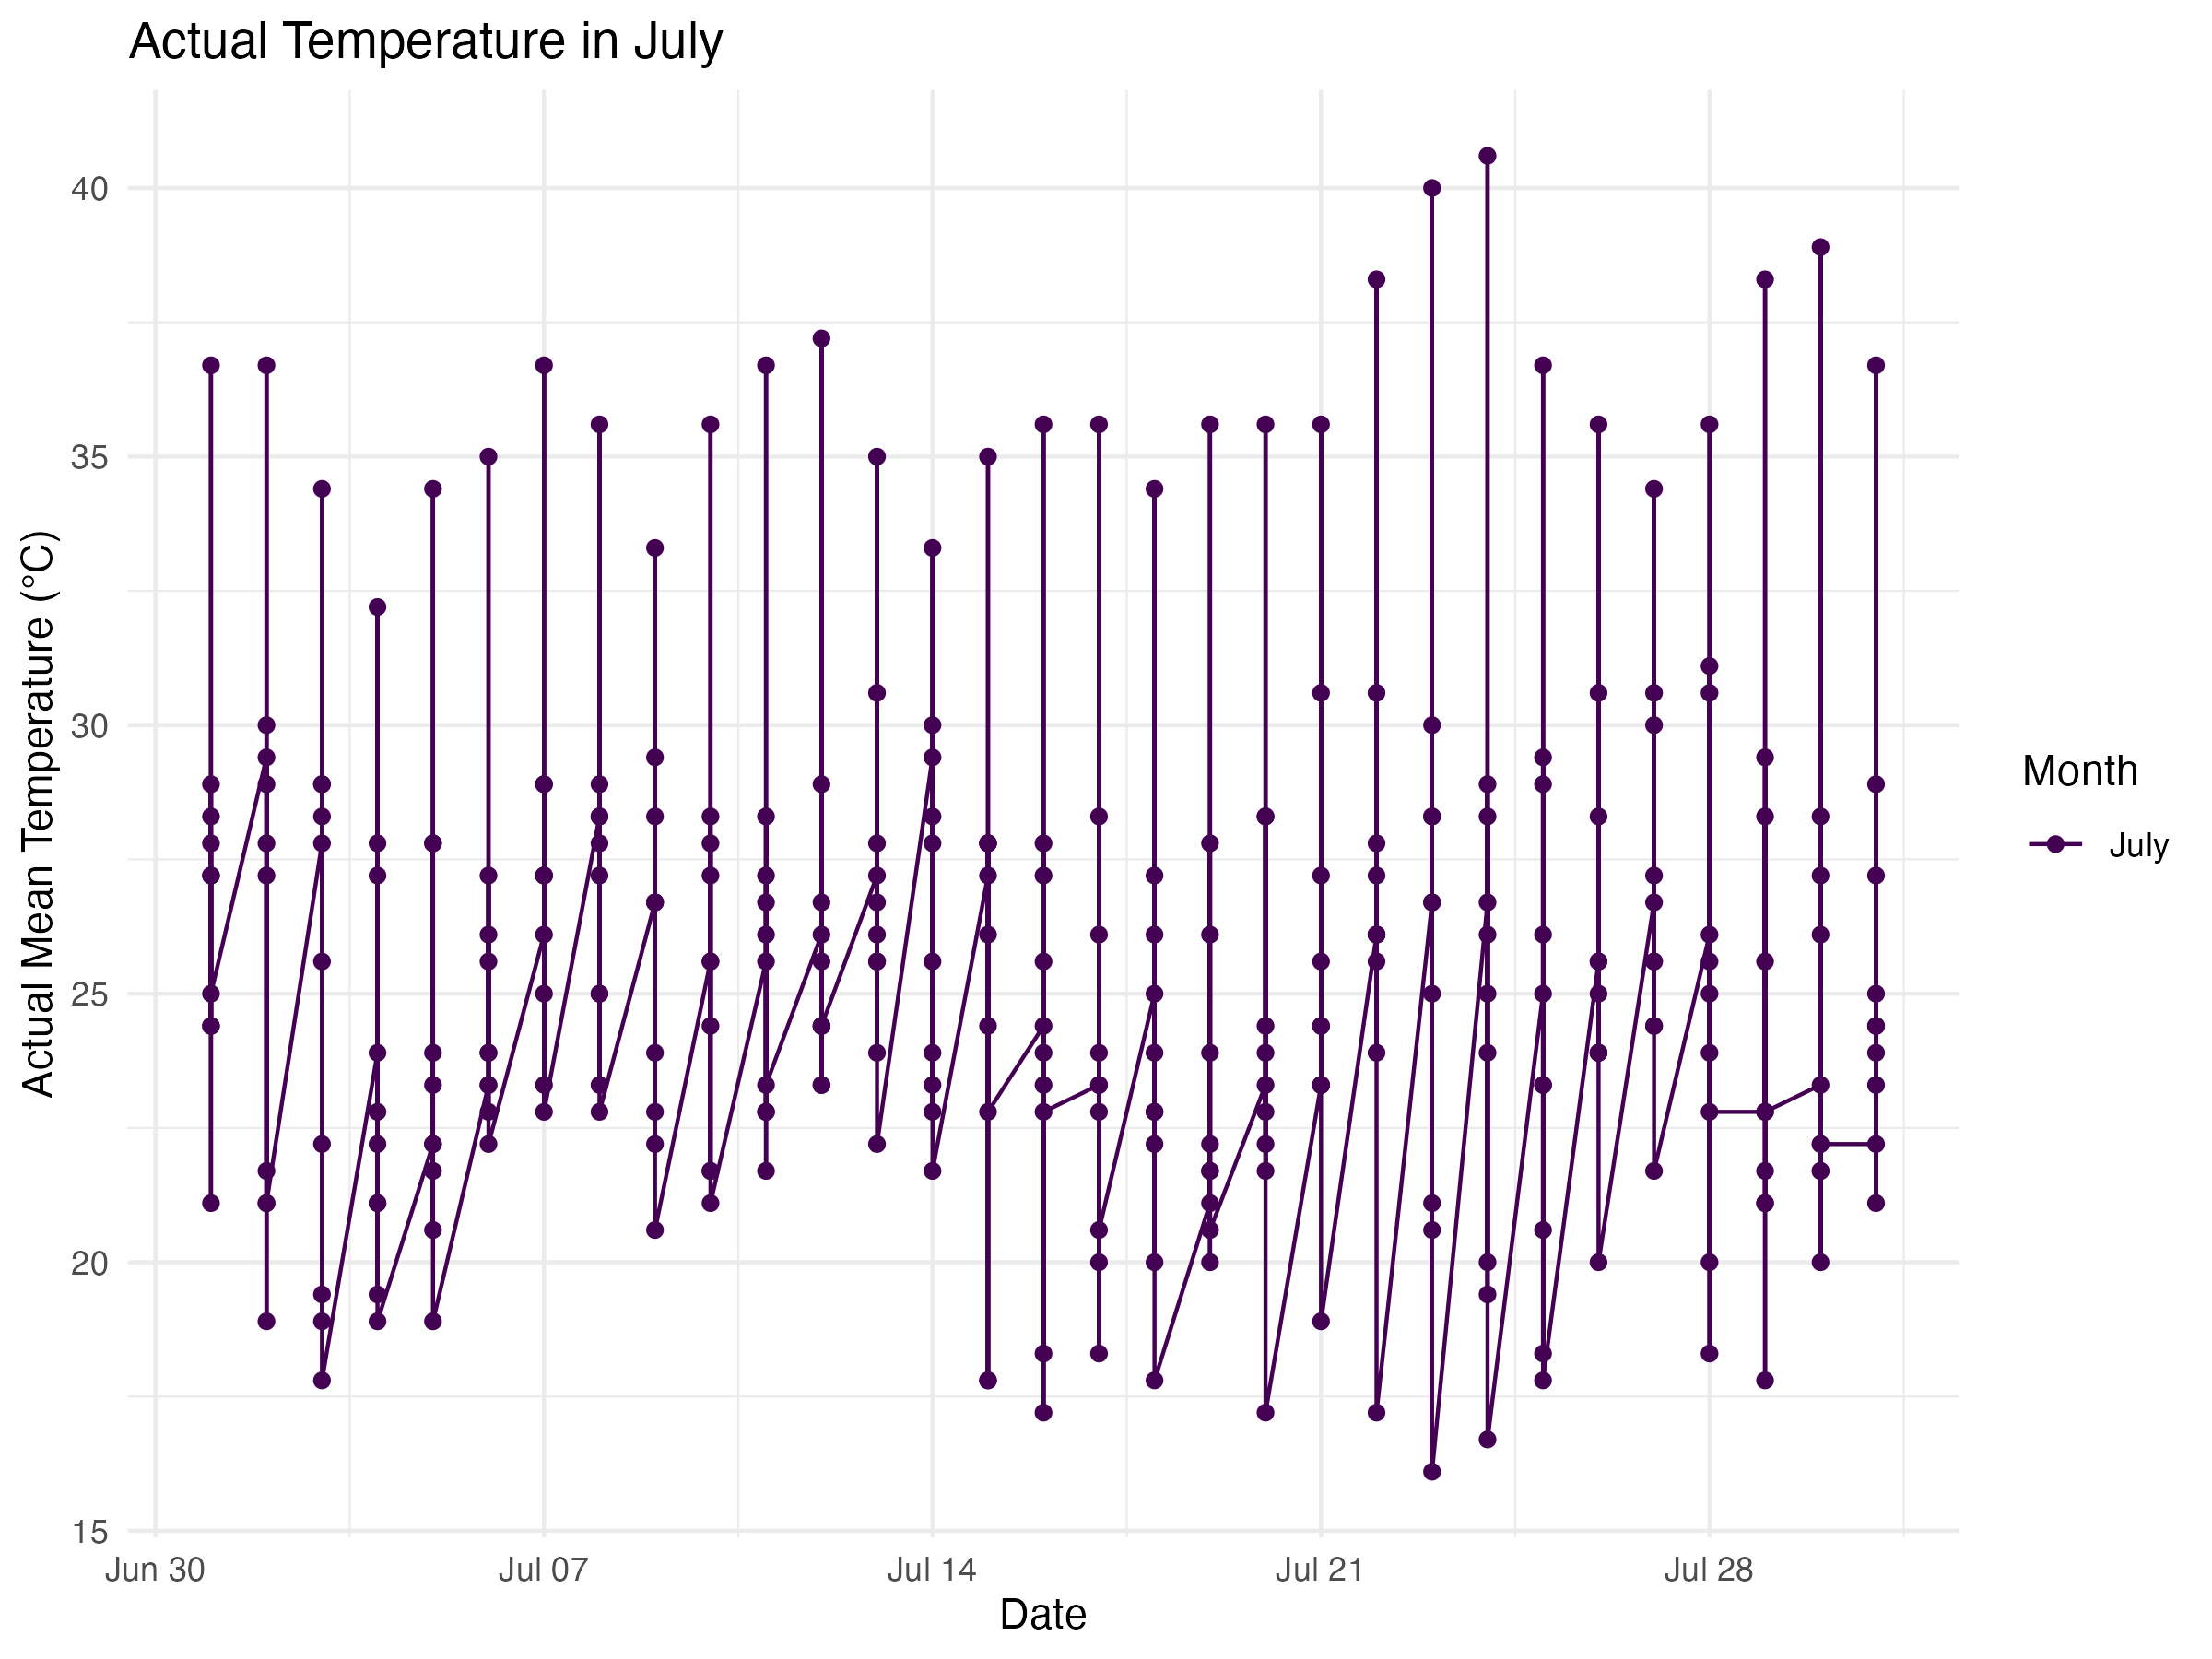 Actual Temperature in July
Actual Mean Temperature (°C)
40
35
30
25
20
15
Jun 30
Jul 07
Jul 14
Jul 21
Jul 28
Date
Month
July